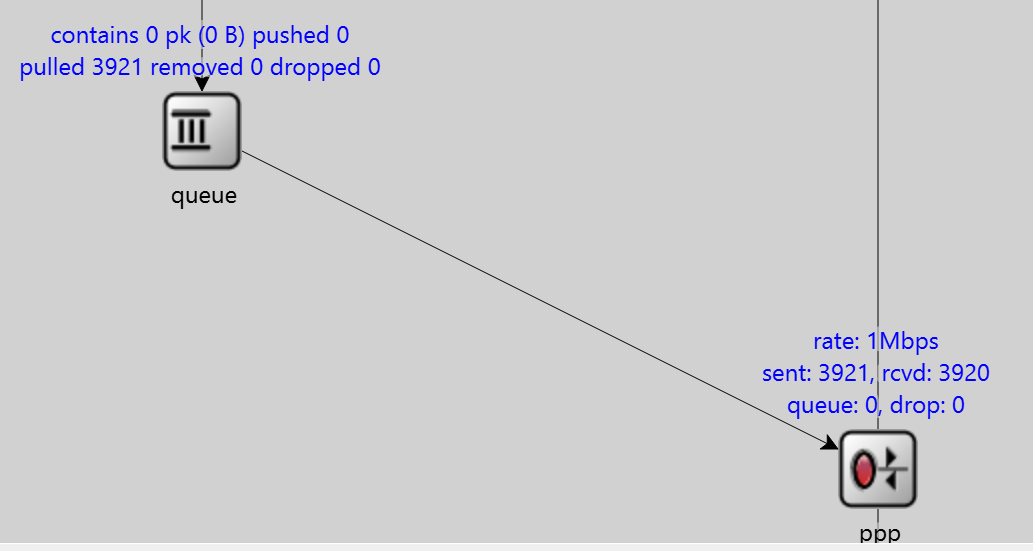 contains 0 pk (0 B) pushed 0
pulled 3921 removed 0 dropped 0
queue
rate: 1Mbps
sent: 3921, rcvd: 3920
queue: 0, drop: 0
ppp